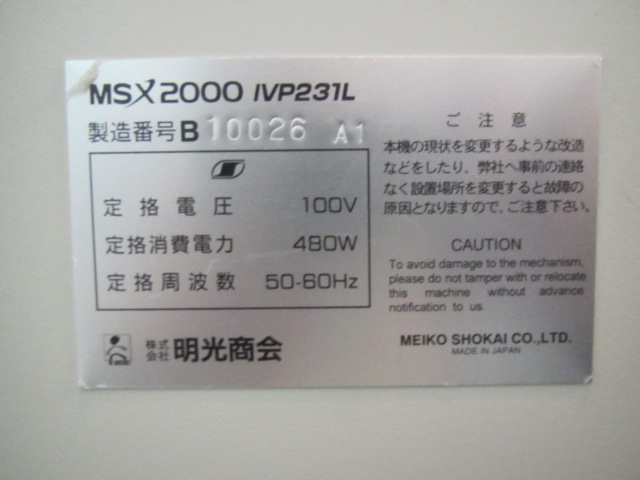 MSX2000 IVP231L
製造番号 B 10026 A1
定格電圧 100V
定格消費電力 480W
定格周波数 50-60Hz
株式会社 明光商会
ご注意
本機の現状を変更するような改造
などをしたり、弊社へ事前の連絡
なく設置場所を変更すると故障の
原因となりますので、ご注意下さい。
CAUTION
To avoid damage to the mechanism,
please do not tamper with or relocate
this machine without advance
notification to us.
MEIKO SHOKAI CO.,LTD.
MADE IN JAPAN